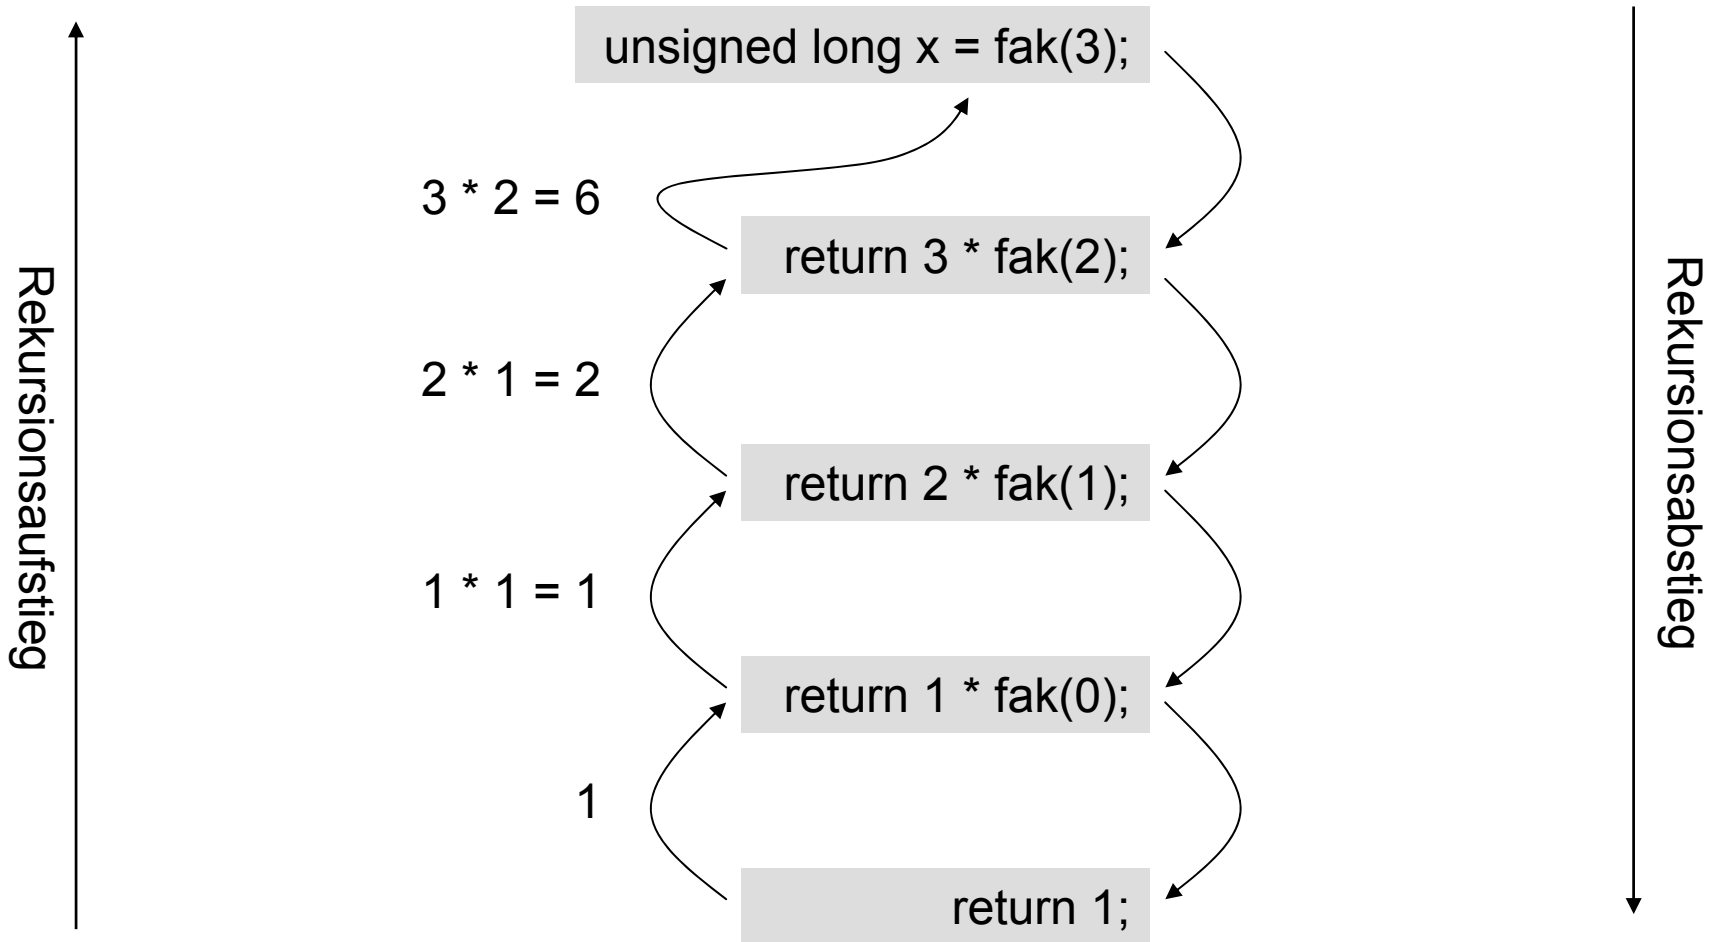 unsigned long x = fak(3);
3 * 2 = 6
return 3 * fak(2);
2 * 1 = 2
return 2 * fak(1);
1 * 1 = 1
return 1 * fak(0);
1
return 1;
Rekursionsaufstieg
Rekursionsabstieg